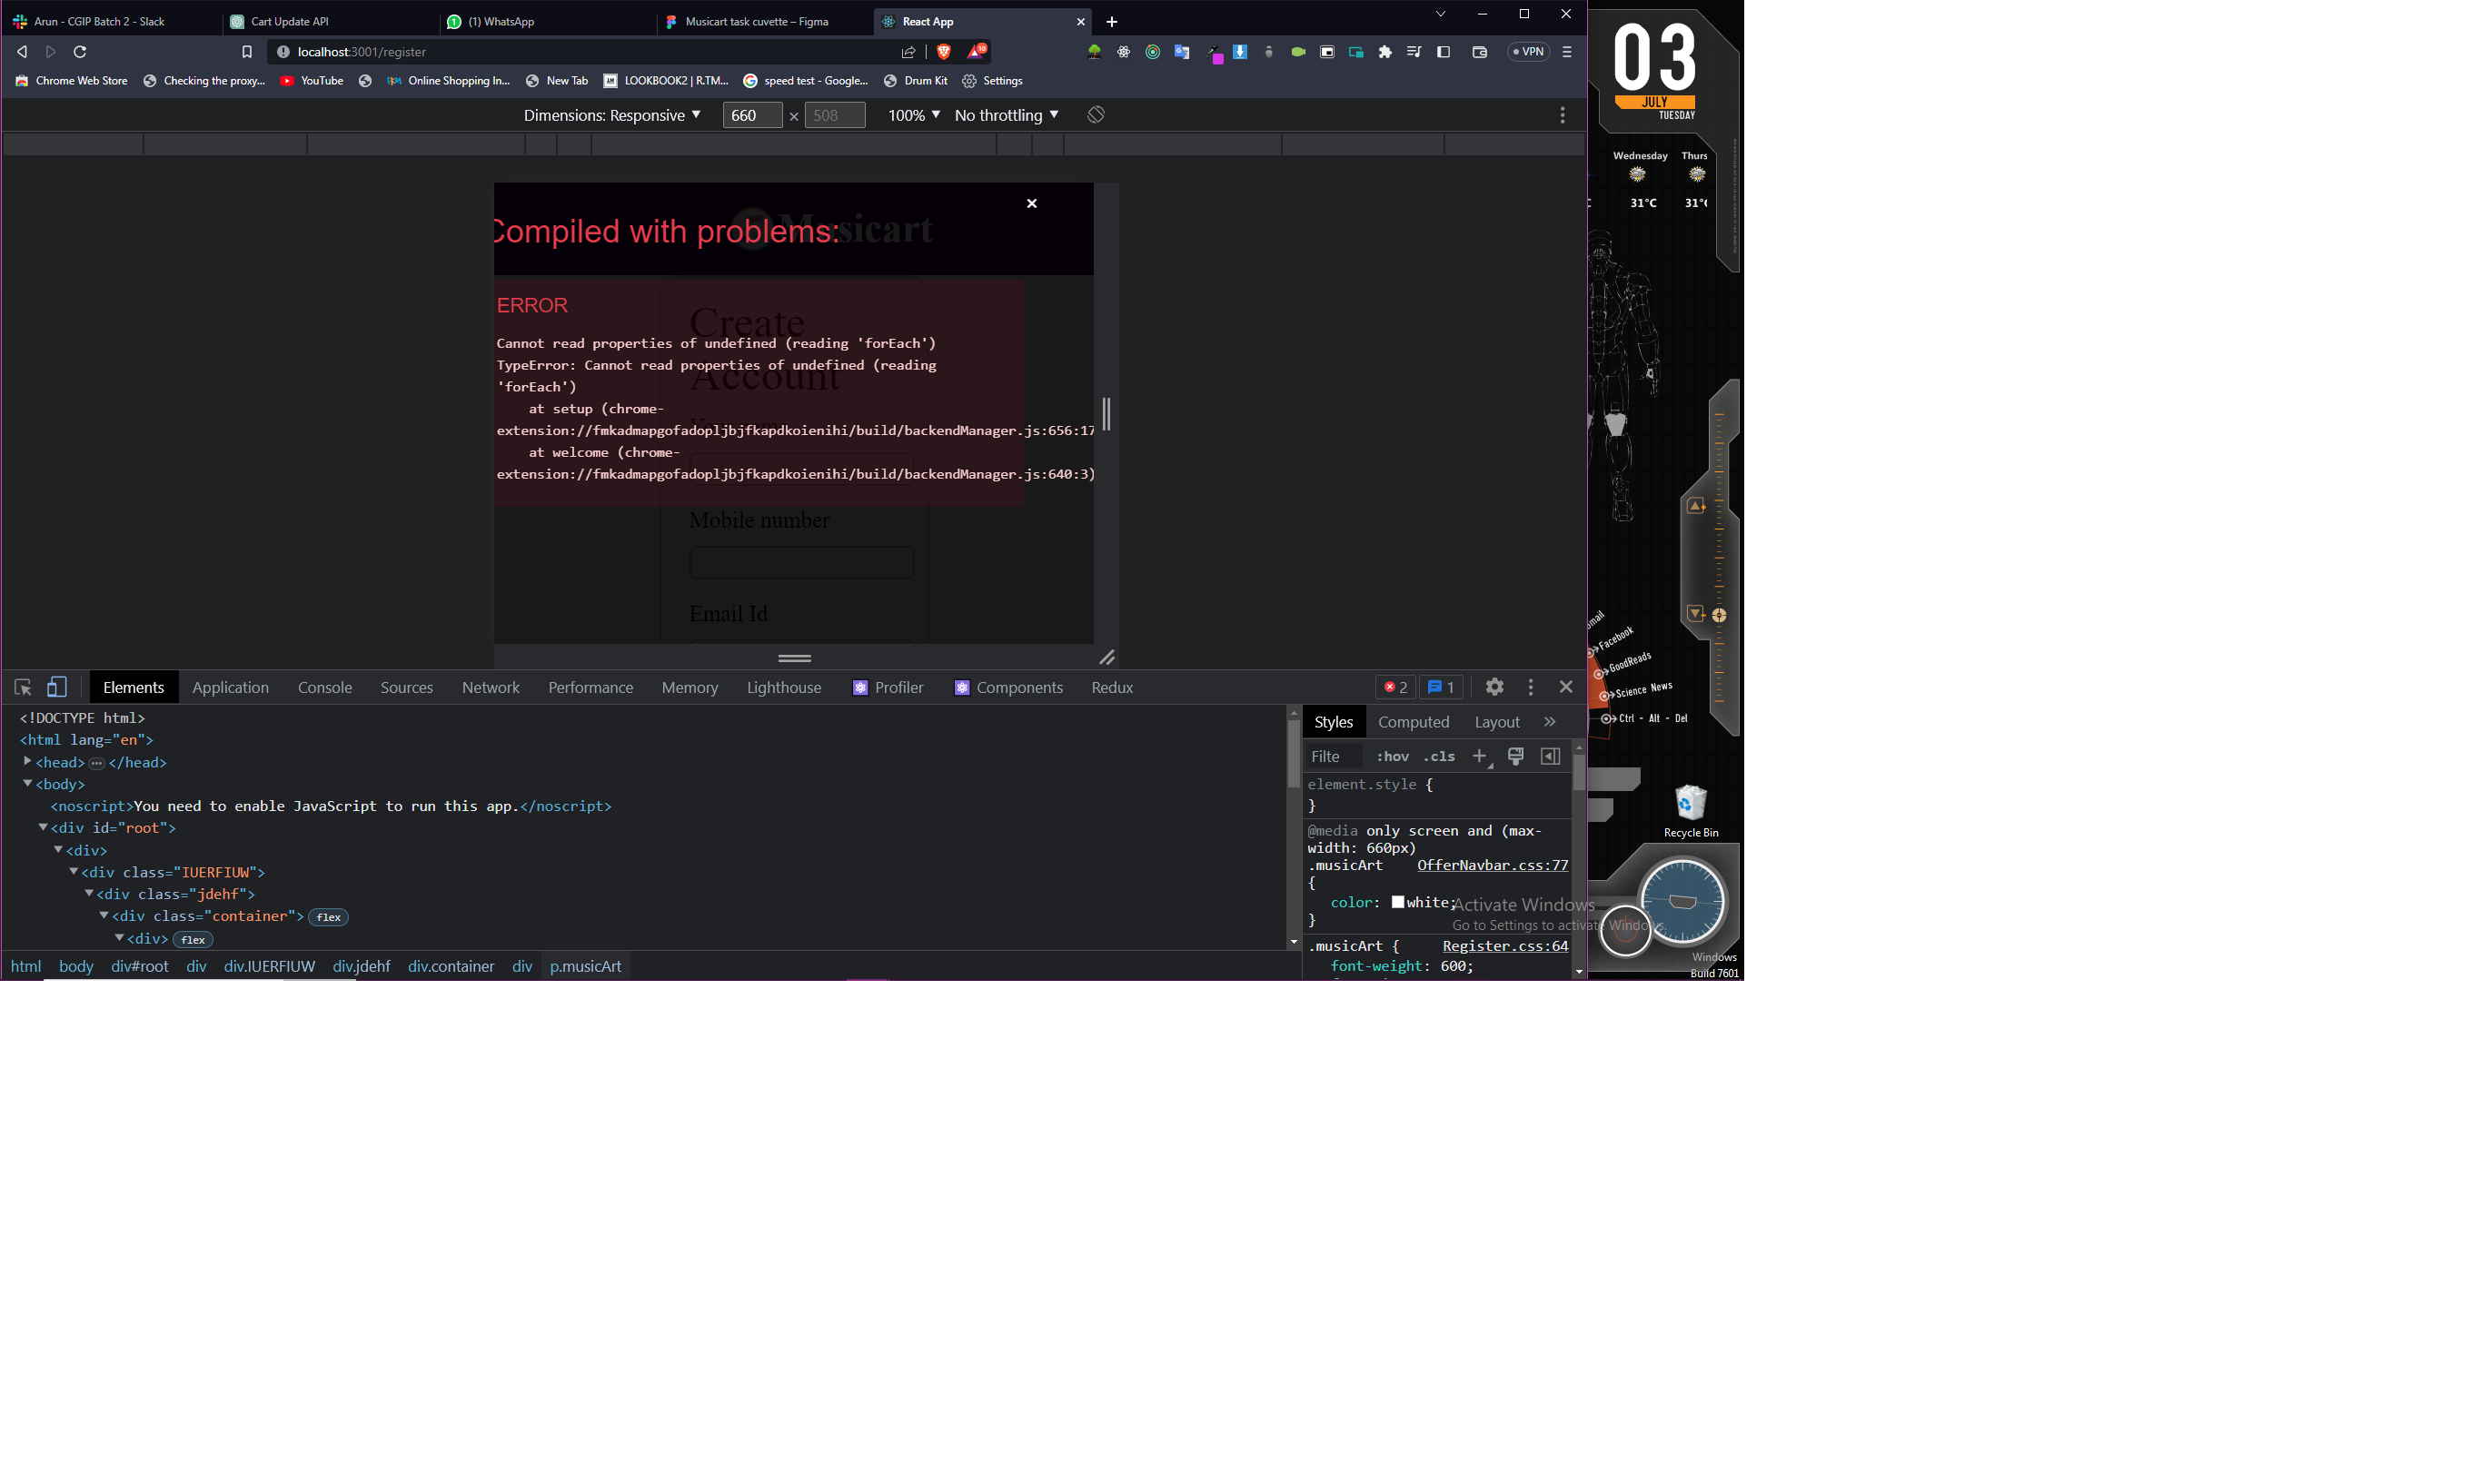 Arun - CGIP Batch 2 - Slack
Cart Update API
(1) WhatsApp
Musicart task cuvette – Figma
React App
localhost:3001/register
10
VPN
Chrome Web Store
Checking the proxy...
YouTube
Online Shopping In...
New Tab
LOOKBOOK2 | R.TM...
speed test - Google...
Drum Kit
Settings
Dimensions: Responsive
660 × 508
100%
No throttling
Musicart
Compiled with problems:
ERROR
Create
Account
Cannot read properties of undefined (reading 'forEach')
TypeError: Cannot read properties of undefined (reading
'forEach')
at setup (chrome-
extension://fmkadmapgofadopljbjfkapdkoienihi/build/backendManager.js:656:17
at welcome (chrome-
extension://fmkadmapgofadopljbjfkapdkoienihi/build/backendManager.js:640:3)
Mobile number
Email Id
Elements
Application
Console
Sources
Network
Performance
Memory
Lighthouse
Profiler
Components
Redux
2
1
<!DOCTYPE html>
<html lang="en">
<head>•••</head>
<body>
<noscript>You need to enable JavaScript to run this app.</noscript>
<div id="root">
<div>
<div class="IUERFIUW">
<div class="jdehf">
<div class="container"> flex
<div> flex
html body div#root div div.IUERFIUW div.jdehf div.container div p.musicArt
Styles
Computed
Layout
Filte
:hov
.cls
element.style {
}
@media only screen and (max-
width: 660px)
.musicArt OfferNavbar.css:77
{
color: white;
}
.musicArt { Register.css:64
font-weight: 600;
Activate Windows
Go to Settings to activate Windows.
03
JULY
TUESDAY
Wednesday
Thurs
31°C
31°
Gmail
Facebook
GoodReads
Science News
Ctrl - Alt - Del
Recycle Bin
Windows
Build 7601